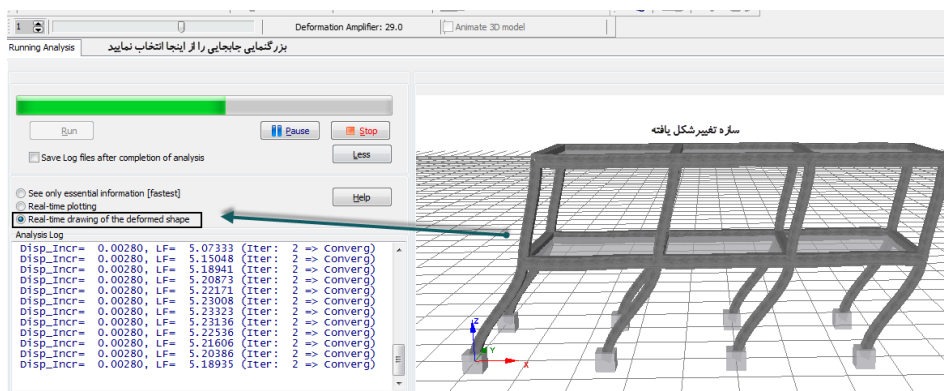 1
Deformation Amplifier: 29.0
Animate 3D model
Running Analysis
بزرگنمایی جابجایی را از اینجا انتخاب نمایید
Run
Pause
Stop
Save Log files after completion of analysis
Less
See only essential information [fastest]
Help
Real-time plotting
Real-time drawing of the deformed shape
Analysis Log
Disp_Incr= 0.00280, LF= 5.07333 (Iter: 2 => Converg)
Disp_Incr= 0.00280, LF= 5.15048 (Iter: 2 => Converg)
Disp_Incr= 0.00280, LF= 5.18941 (Iter: 2 => Converg)
Disp_Incr= 0.00280, LF= 5.20873 (Iter: 2 => Converg)
Disp_Incr= 0.00280, LF= 5.22171 (Iter: 2 => Converg)
Disp_Incr= 0.00280, LF= 5.23008 (Iter: 2 => Converg)
Disp_Incr= 0.00280, LF= 5.23323 (Iter: 2 => Converg)
Disp_Incr= 0.00280, LF= 5.23136 (Iter: 2 => Converg)
Disp_Incr= 0.00280, LF= 5.22536 (Iter: 2 => Converg)
Disp_Incr= 0.00280, LF= 5.21606 (Iter: 2 => Converg)
Disp_Incr= 0.00280, LF= 5.20386 (Iter: 2 => Converg)
Disp_Incr= 0.00280, LF= 5.18935 (Iter: 2 => Converg)
سازه تغییرشکل یافته
Z
Y
X